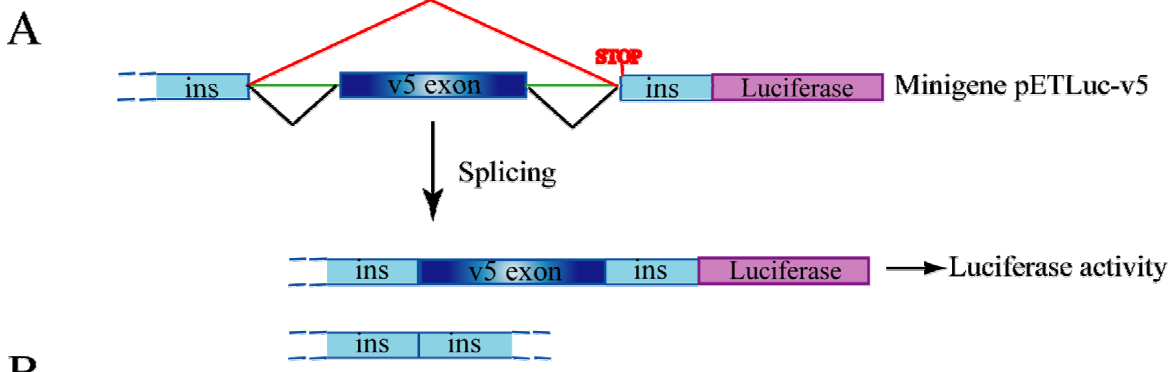 A
STOP
ins v5 exon ins Luciferase Minigene pETLuc-v5
Splicing
ins v5 exon ins Luciferase Luciferase activity
ins ins
B